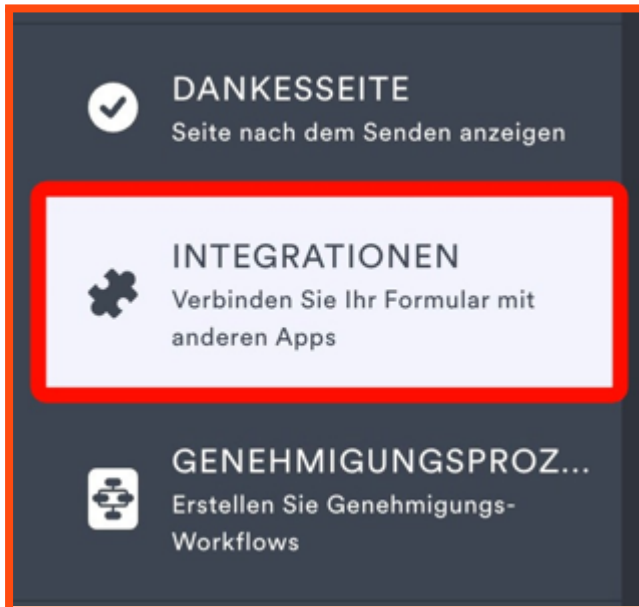 DANKESSEITE
Seite nach dem Senden anzeigen
INTEGRATIONEN
Verbinden Sie Ihr Formular mit
anderen Apps
GENEHMIGUNGSPROZ...
Erstellen Sie Genehmigungs-
Workflows